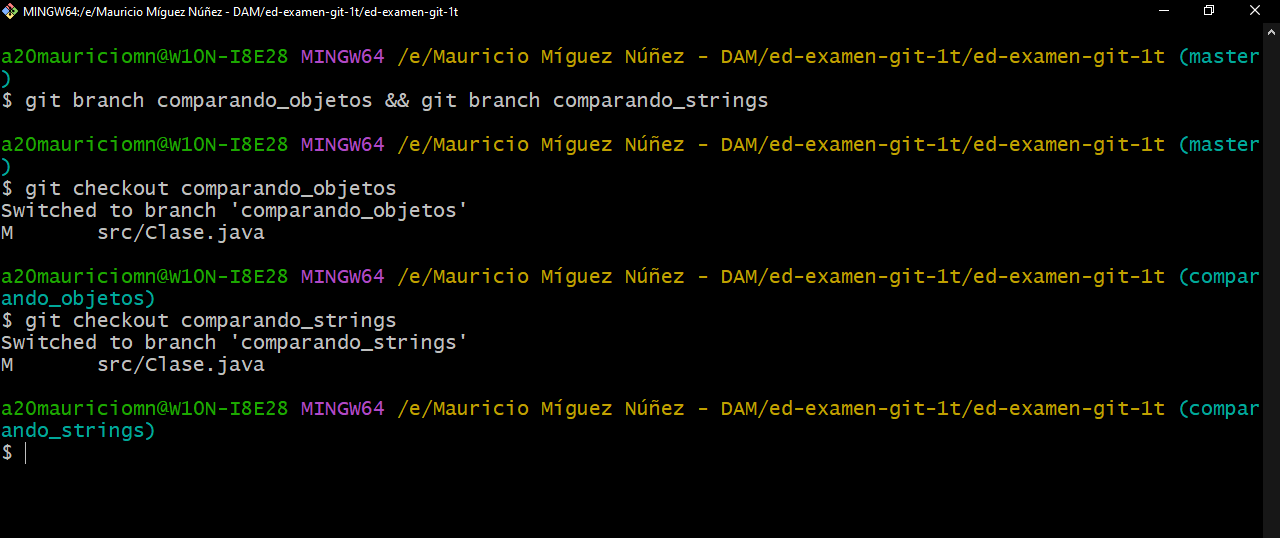 MINGW64:/e/Mauricio Míguez Núñez - DAM/ed-examen-git-1t/ed-examen-git-1t
a20mauriciomn@W10N-I8E28 MINGW64 /e/Mauricio Míguez Núñez - DAM/ed-examen-git-1t/ed-examen-git-1t (master
)
$ git branch comparando_objetos && git branch comparando_strings
a20mauriciomn@W10N-I8E28 MINGW64 /e/Mauricio Míguez Núñez - DAM/ed-examen-git-1t/ed-examen-git-1t (master
)
$ git checkout comparando_objetos
Switched to branch 'comparando_objetos'
M       src/Clase.java
a20mauriciomn@W10N-I8E28 MINGW64 /e/Mauricio Míguez Núñez - DAM/ed-examen-git-1t/ed-examen-git-1t (compar
ando_objetos)
$ git checkout comparando_strings
Switched to branch 'comparando_strings'
M       src/Clase.java
a20mauriciomn@W10N-I8E28 MINGW64 /e/Mauricio Míguez Núñez - DAM/ed-examen-git-1t/ed-examen-git-1t (compar
ando_strings)
$